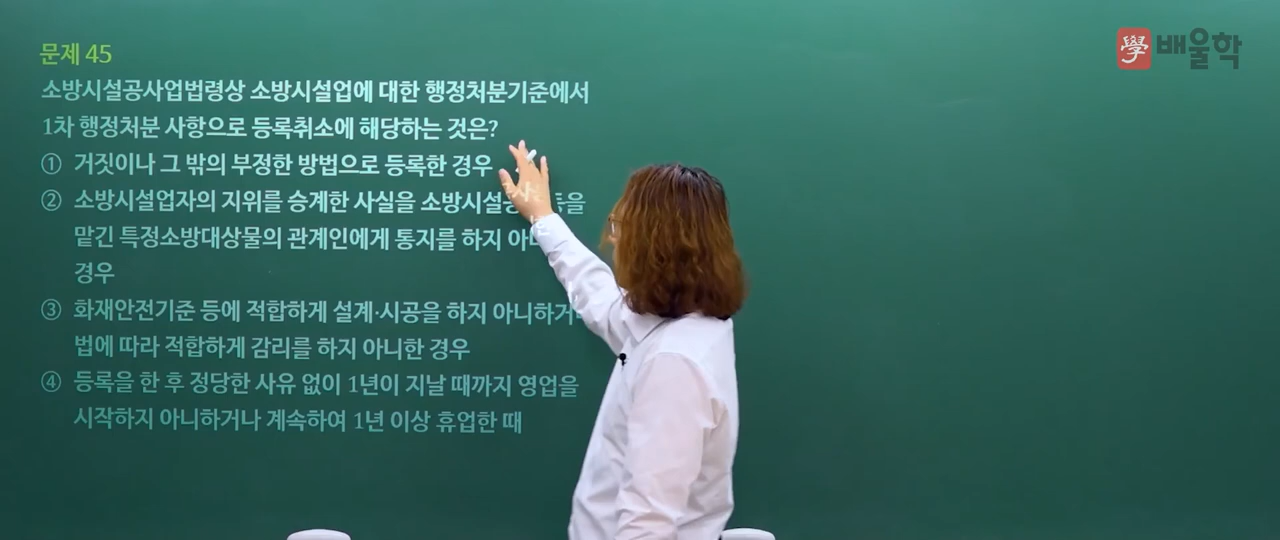 문제 45
學 배울학
소방시설공사업법령상 소방시설업에 대한 행정처분기준에서
1차 행정처분 사항으로 등록취소에 해당하는 것은?
① 거짓이나 그 밖의 부정한 방법으로 등록한 경우
② 소방시설업자의 지위를 승계한 사실을 소방시설공 등을
맡긴 특정소방대상물의 관계인에게 통지를 하지 아니
경우
③ 화재안전기준 등에 적합하게 설계·시공을 하지 아니하거
법에 따라 적합하게 감리를 하지 아니한 경우
④ 등록을 한 후 정당한 사유 없이 1년이 지날 때까지 영업을
시작하지 아니하거나 계속하여 1년 이상 휴업한 때